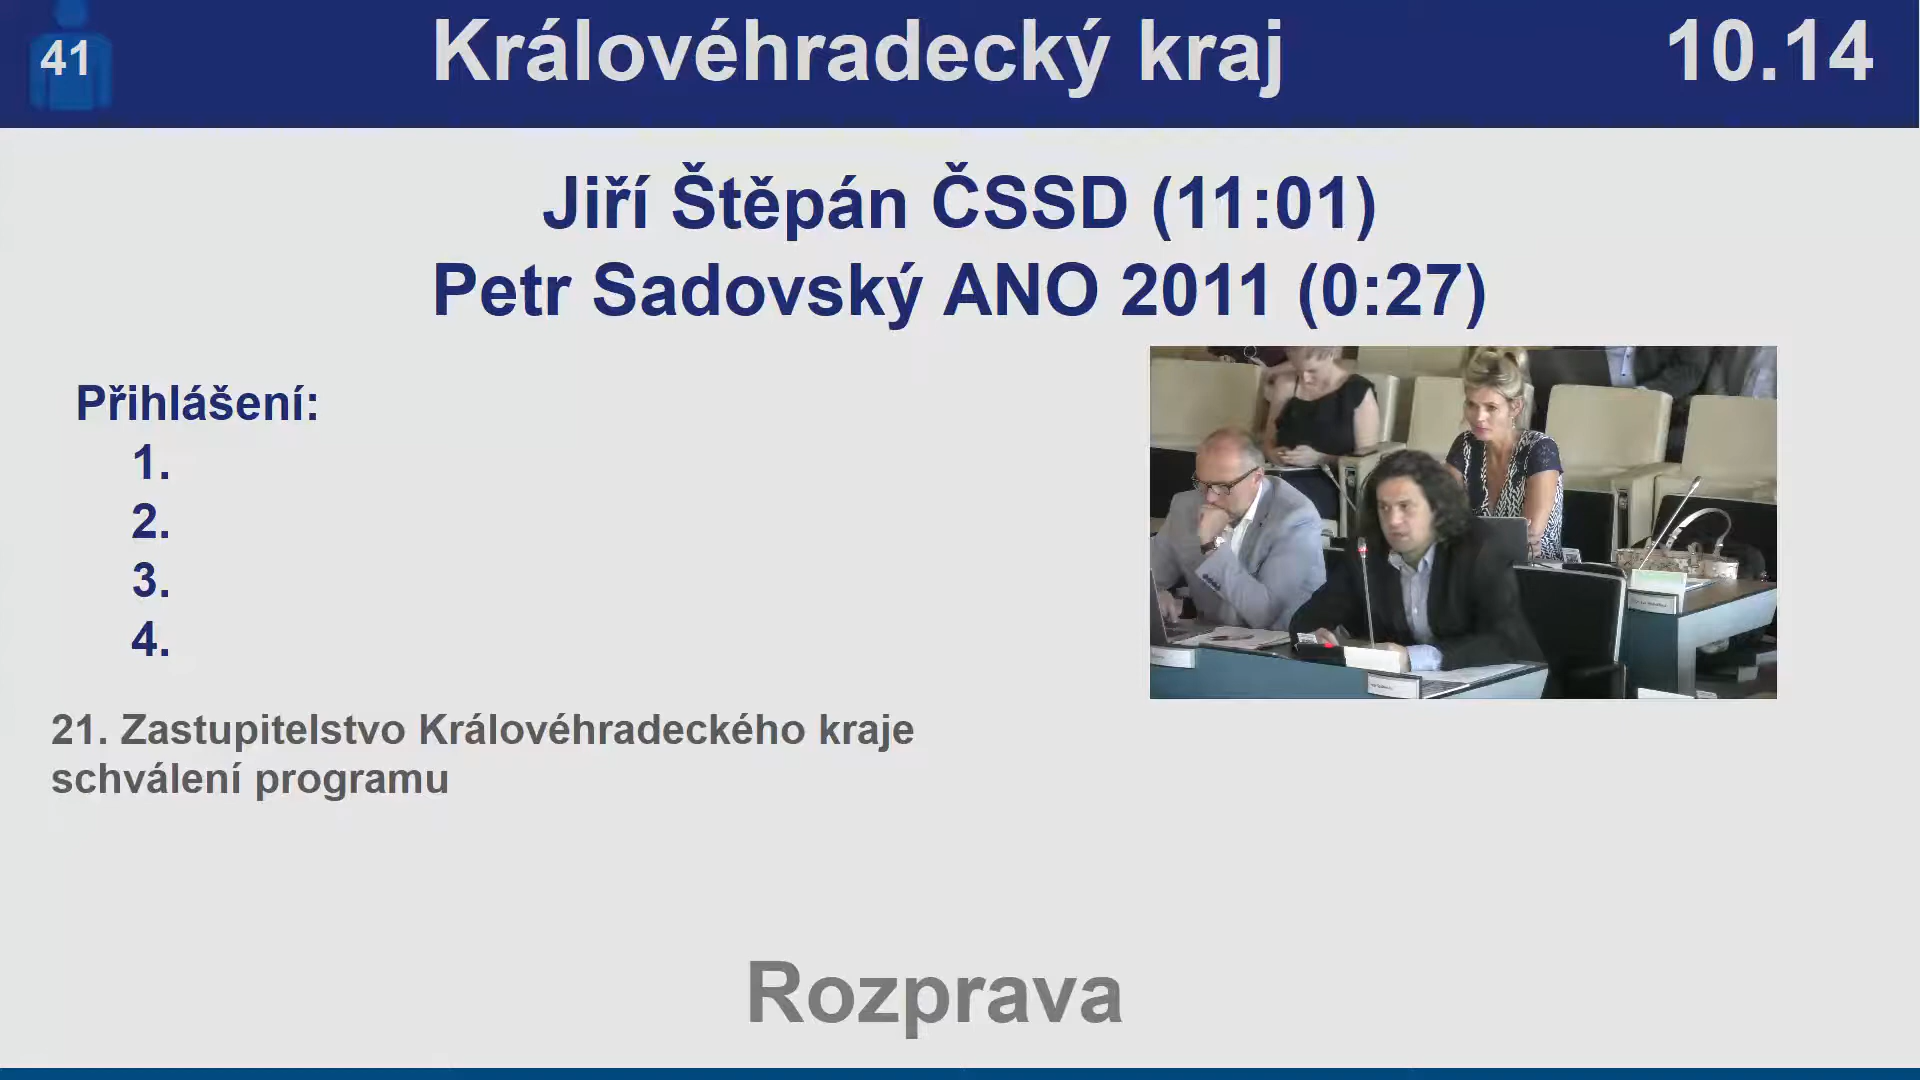 41
Královéhradecký kraj
10.14
Jiří Štěpán ČSSD (11:01)
Petr Sadovský ANO 2011 (0:27)
Přihlášení:
1.
2.
3.
4.
21. Zastupitelstvo Královéhradeckého kraje
schválení programu
Rozprava